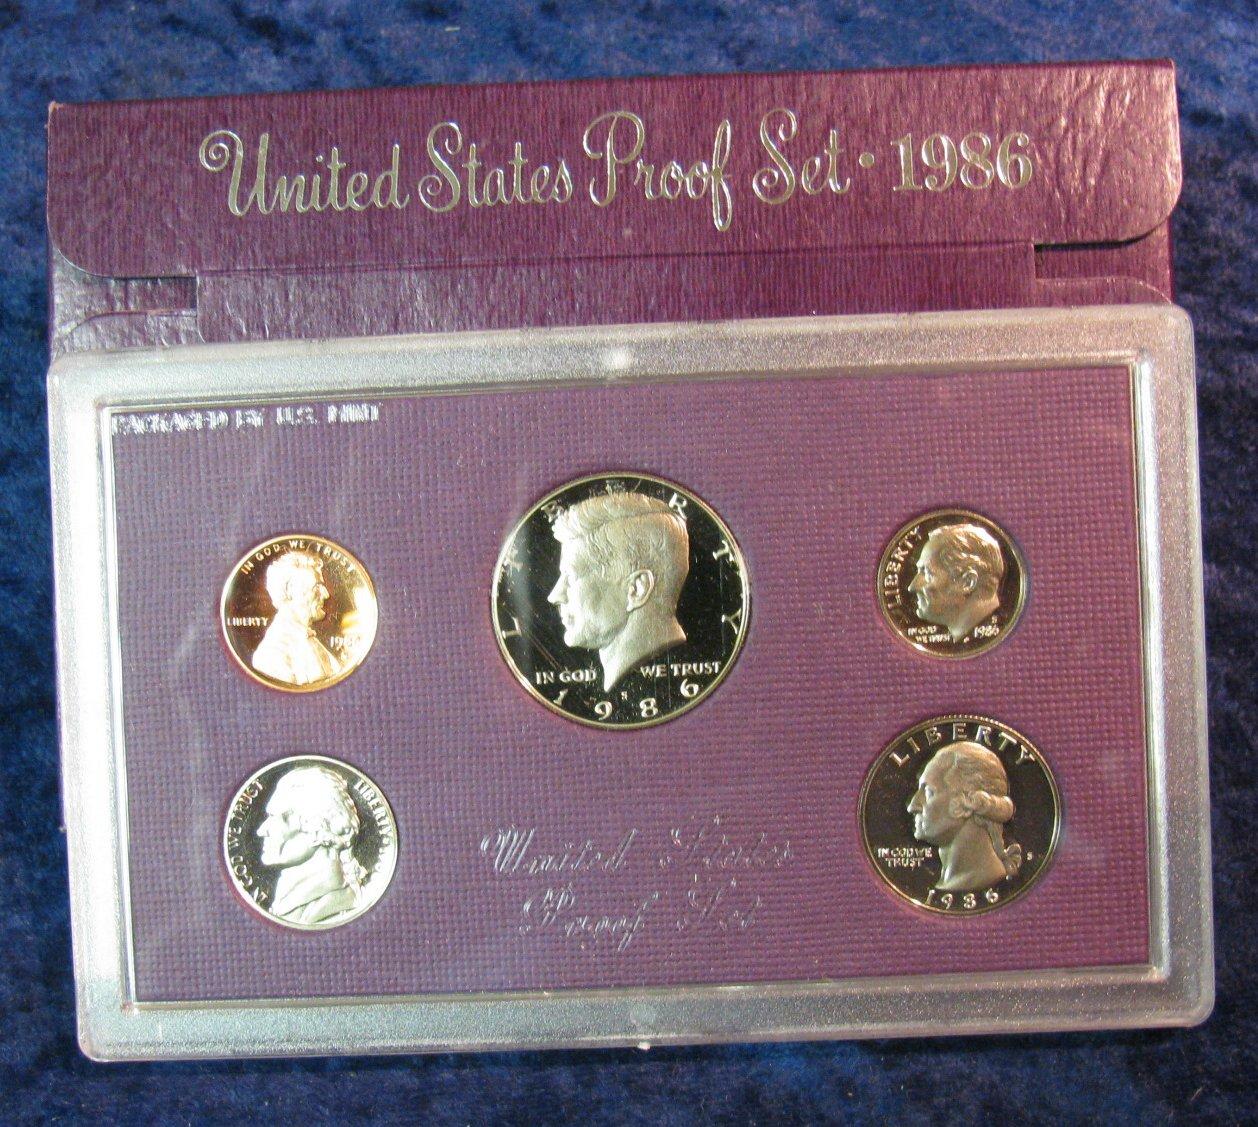 United States Proof Set · 1986
PACKAGED BY U.S. MINT
IN GOD WE TRUST
LIBERTY
1986
LIBERTY
IN GOD WE TRUST
S
1986
LIBERTY
IN GOD
WE TRUST
S
1986
IN GOD WE TRUST
LIBERTY
United States
Proof Set
LIBERTY
IN GOD WE
TRUST
S
1986